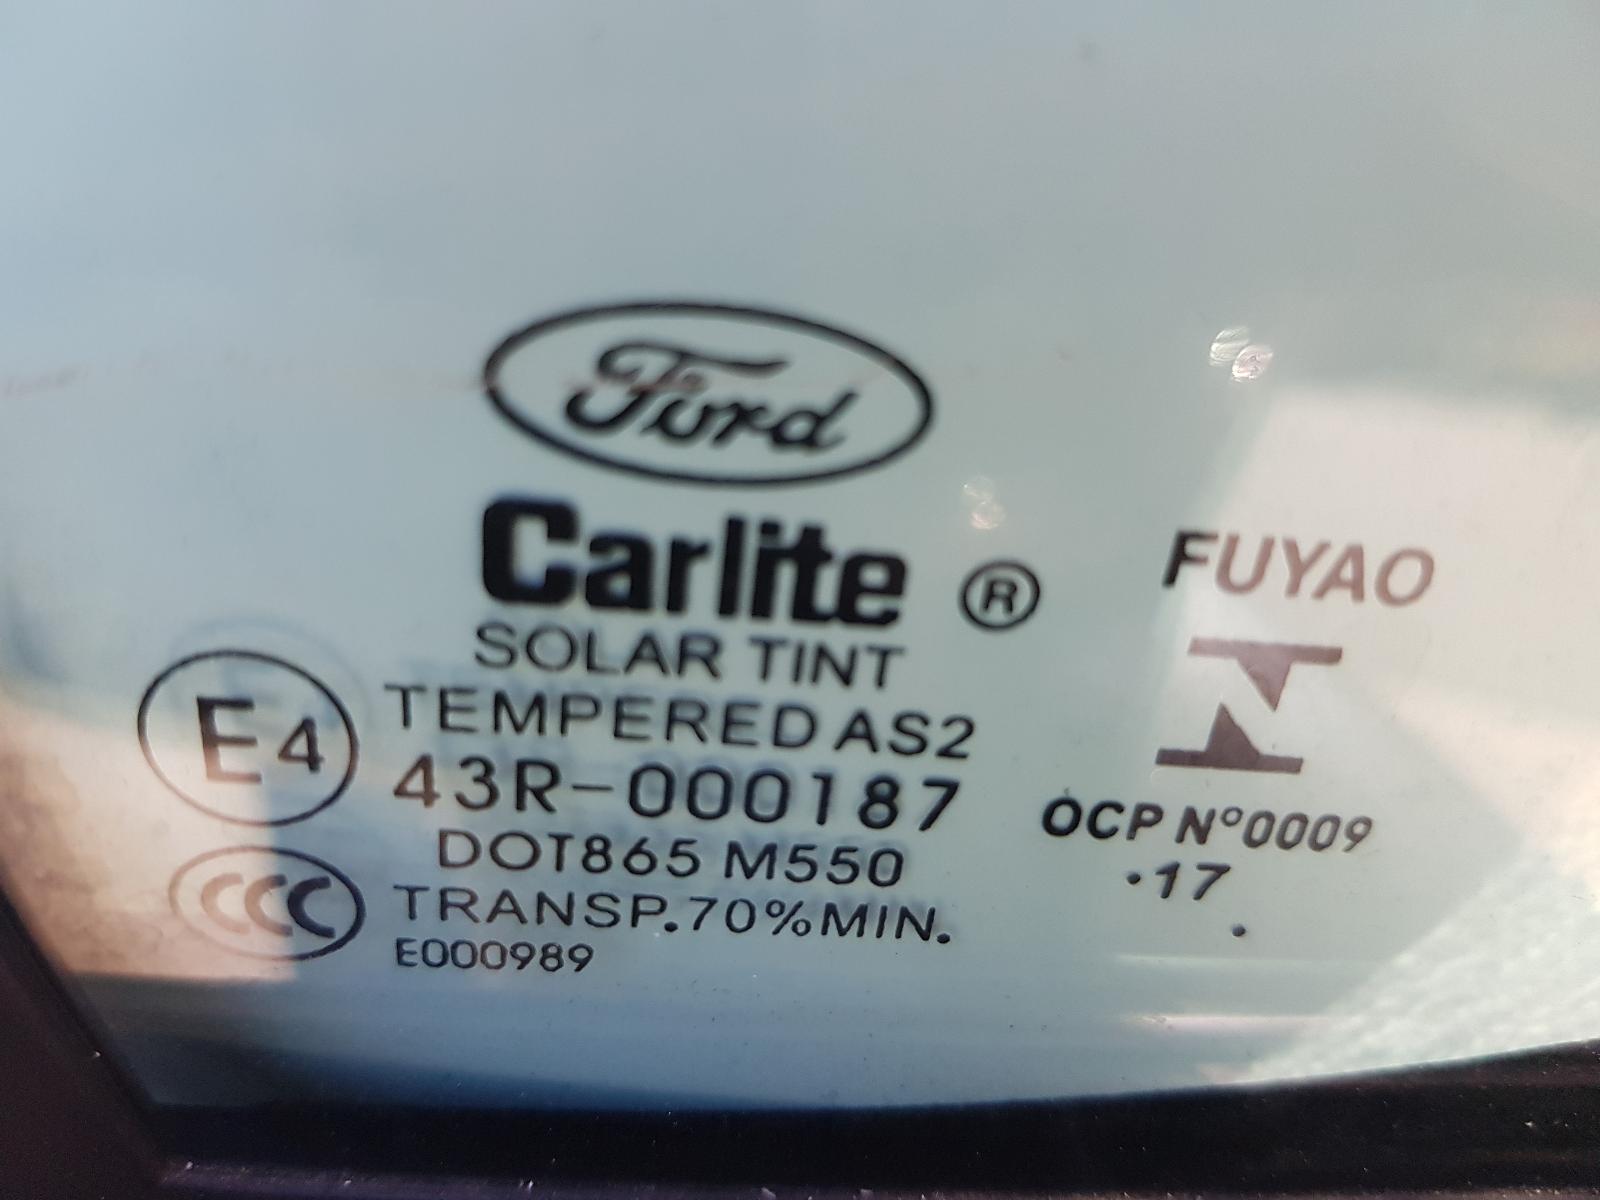 Ford
Carlite ®
SOLAR TINT
E4
TEMPERED AS2
43R-000187
DOT865 M550
CCC
TRANSP.70%MIN.
E000989
FUYAO
OCP Nº0009
.17
.